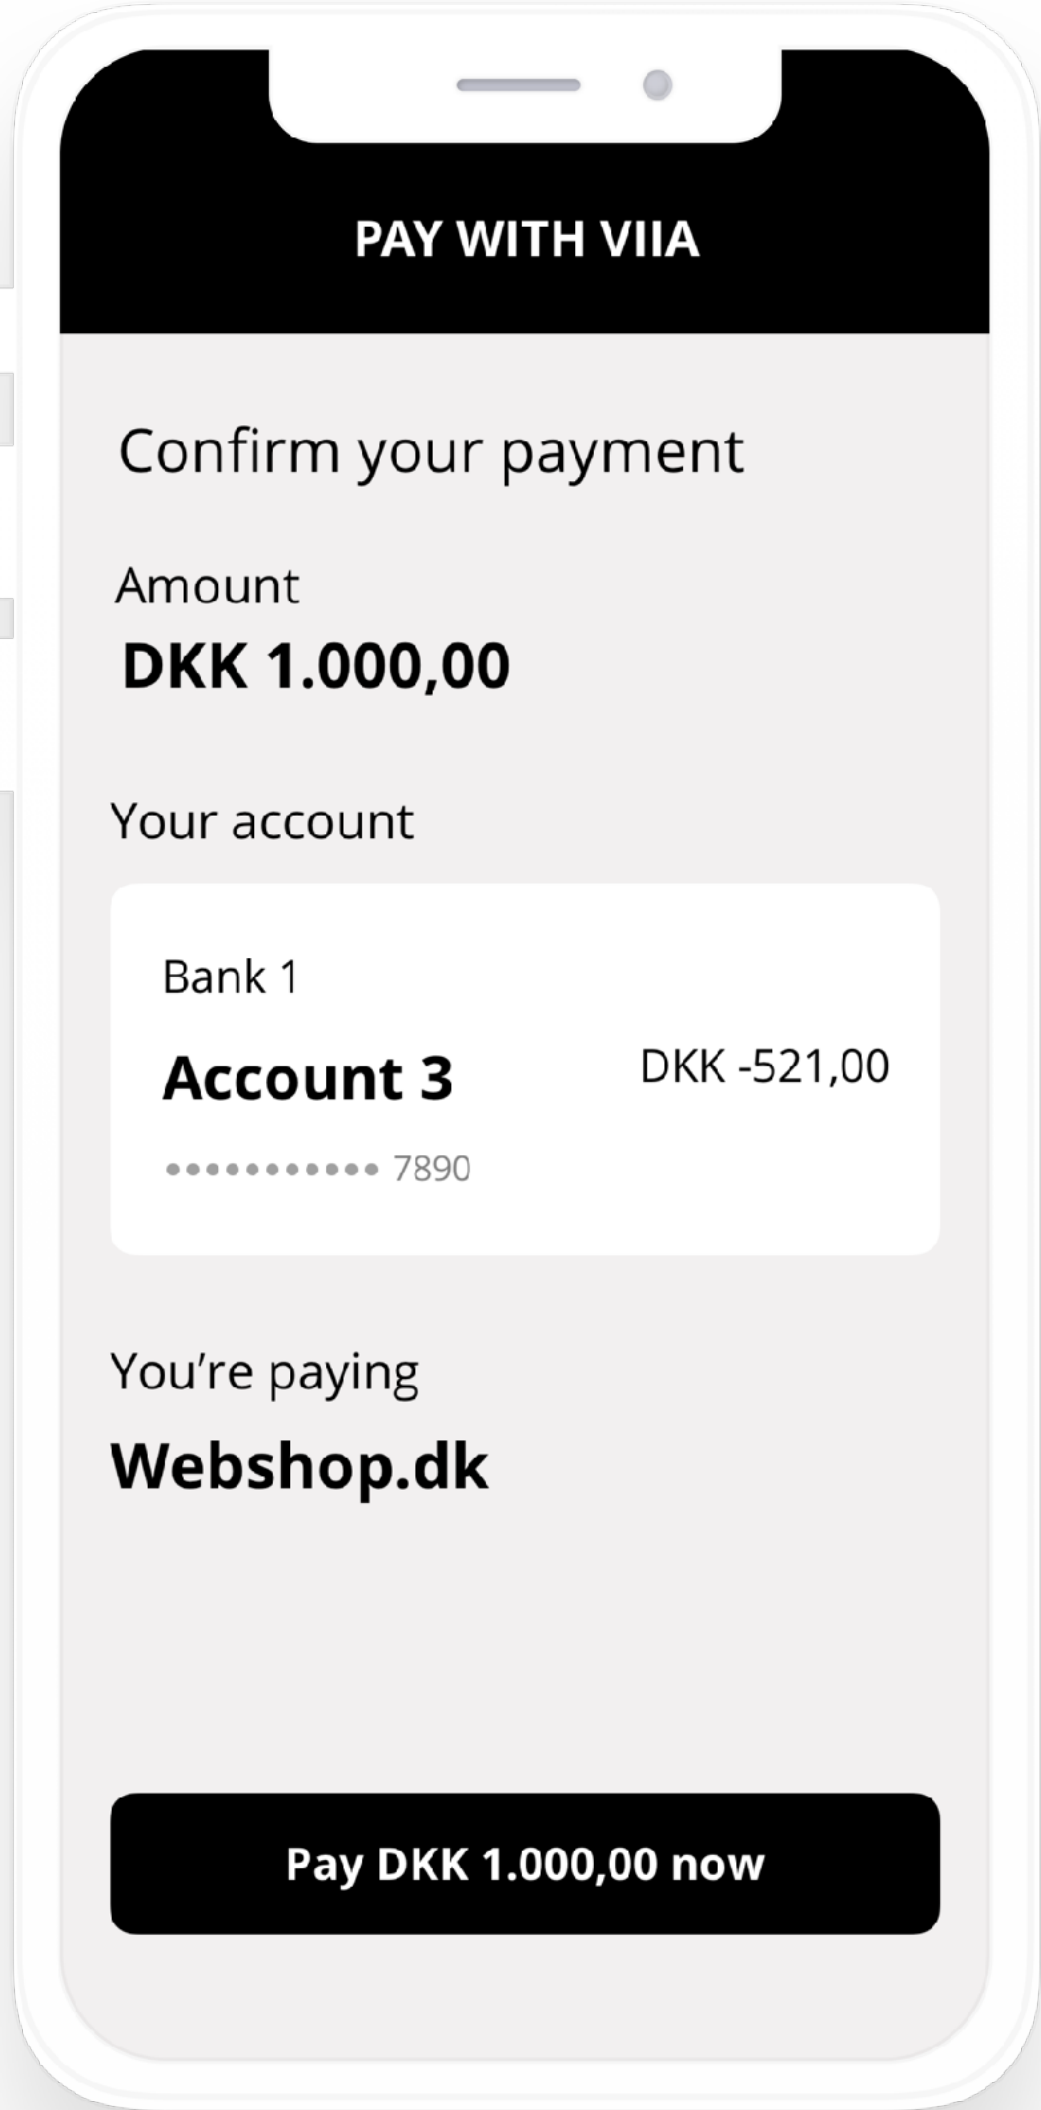 PAY WITH VIIA
Confirm your payment
Amount
DKK 1.000,00
Your account
Bank 1
Account 3
DKK -521,00
••••••••••• 7890
You’re paying
Webshop.dk
Pay DKK 1.000,00 now